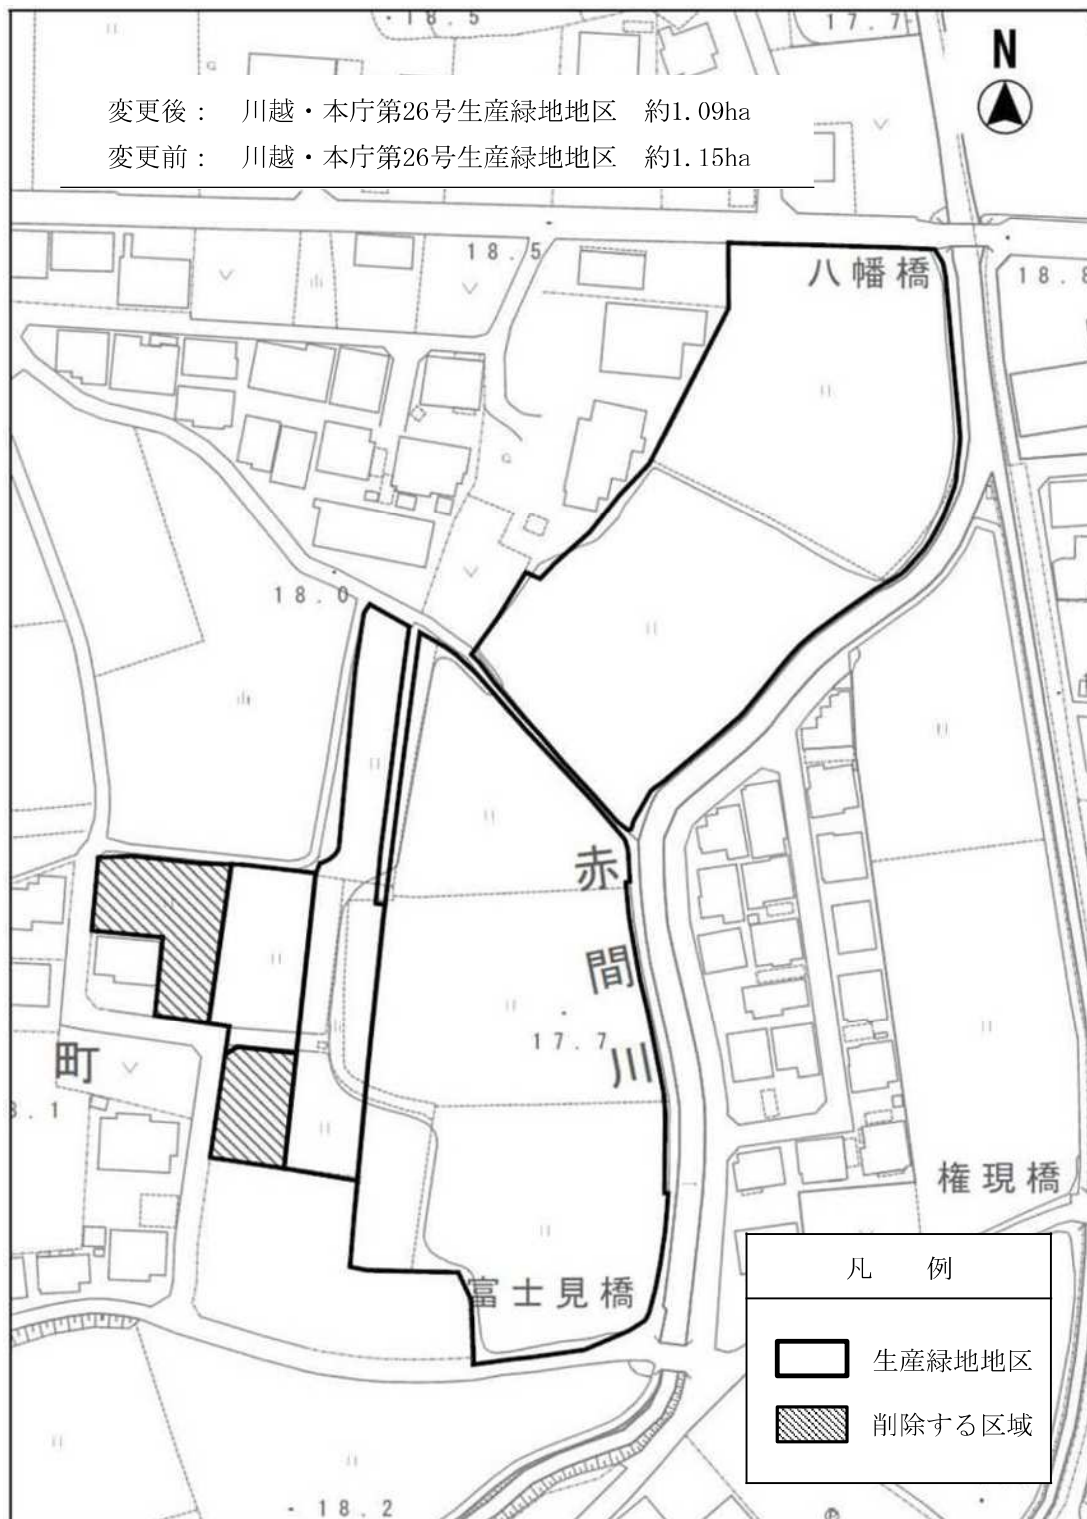 18.5
17.7
N
変更後： 川越・本庁第26号生産緑地地区 約1.09ha
変更前： 川越・本庁第26号生産緑地地区 約1.15ha
18.5
八幡橋
18.8
18.0
赤間川
17.7
町
3.1
権現橋
富士見橋
凡 例
生産緑地地区
削除する区域
18.2